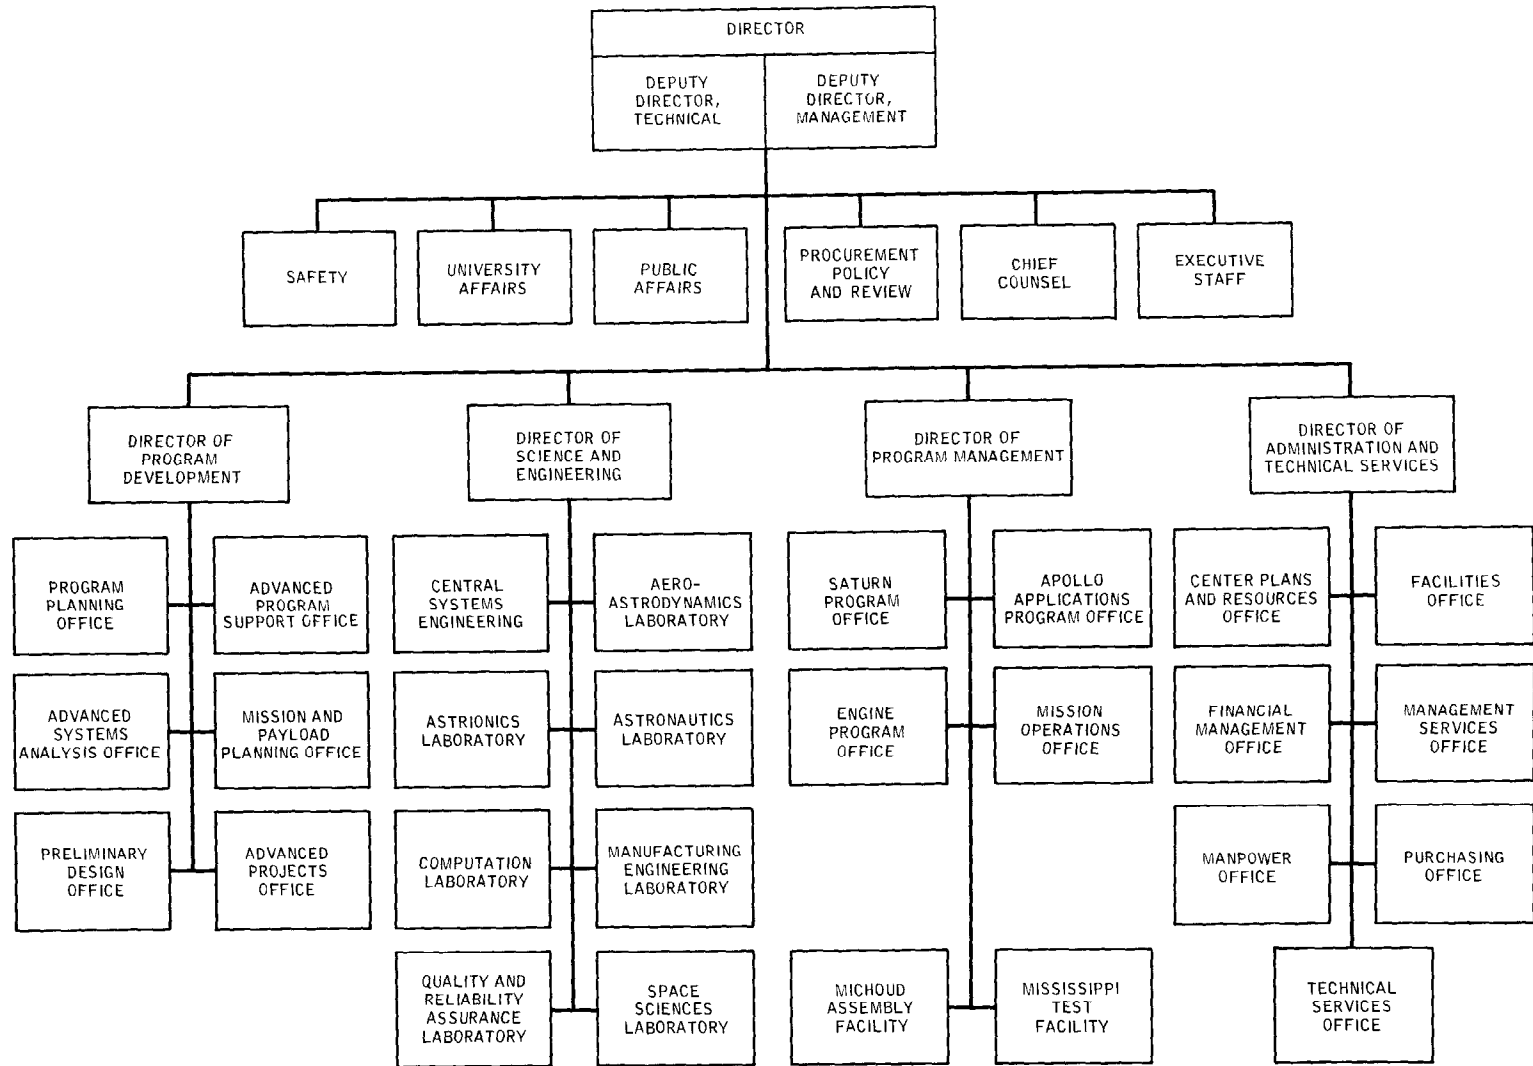 DIRECTOR
DEPUTY
DIRECTOR,
TECHNICAL
DEPUTY
DIRECTOR,
MANAGEMENT
SAFETY
UNIVERSITY
AFFAIRS
PUBLIC
AFFAIRS
PROCUREMENT
POLICY
AND REVIEW
CHIEF
COUNSEL
EXECUTIVE
STAFF
DIRECTOR OF
PROGRAM
DEVELOPMENT
DIRECTOR OF
SCIENCE AND
ENGINEERING
DIRECTOR OF
PROGRAM MANAGEMENT
DIRECTOR OF
ADMINISTRATION AND
TECHNICAL SERVICES
PROGRAM
PLANNING
OFFICE
ADVANCED
PROGRAM
SUPPORT OFFICE
CENTRAL
SYSTEMS
ENGINEERING
AERO-
ASTRODYNAMICS
LABORATORY
SATURN
PROGRAM
OFFICE
APOLLO
APPLICATIONS
PROGRAM OFFICE
CENTER PLANS
AND RESOURCES
OFFICE
FACILITIES
OFFICE
ADVANCED
SYSTEMS
ANALYSIS OFFICE
MISSION AND
PAYLOAD
PLANNING OFFICE
ASTRIONICS
LABORATORY
ASTRONAUTICS
LABORATORY
ENGINE
PROGRAM
OFFICE
MISSION
OPERATIONS
OFFICE
FINANCIAL
MANAGEMENT
OFFICE
MANAGEMENT
SERVICES
OFFICE
PRELIMINARY
DESIGN
OFFICE
ADVANCED
PROJECTS
OFFICE
COMPUTATION
LABORATORY
MANUFACTURING
ENGINEERING
LABORATORY
MANPOWER
OFFICE
PURCHASING
OFFICE
QUALITY AND
RELIABILITY
ASSURANCE
LABORATORY
SPACE
SCIENCES
LABORATORY
MICHOUD
ASSEMBLY
FACILITY
MISSISSIPPI
TEST
FACILITY
TECHNICAL
SERVICES
OFFICE